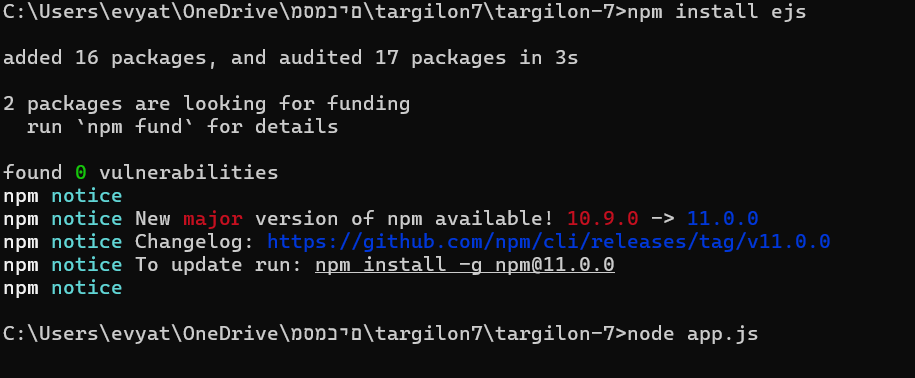 C:\Users\evyat\OneDrive\מסמכים\targilon7\targilon-7>npm install ejs
added 16 packages, and audited 17 packages in 3s
2 packages are looking for funding
run `npm fund` for details
found 0 vulnerabilities
npm notice
npm notice New major version of npm available! 10.9.0 -> 11.0.0
npm notice Changelog: https://github.com/npm/cli/releases/tag/v11.0.0
npm notice To update run: npm install -g npm@11.0.0
npm notice
C:\Users\evyat\OneDrive\מסמכים\targilon7\targilon-7>node app.js